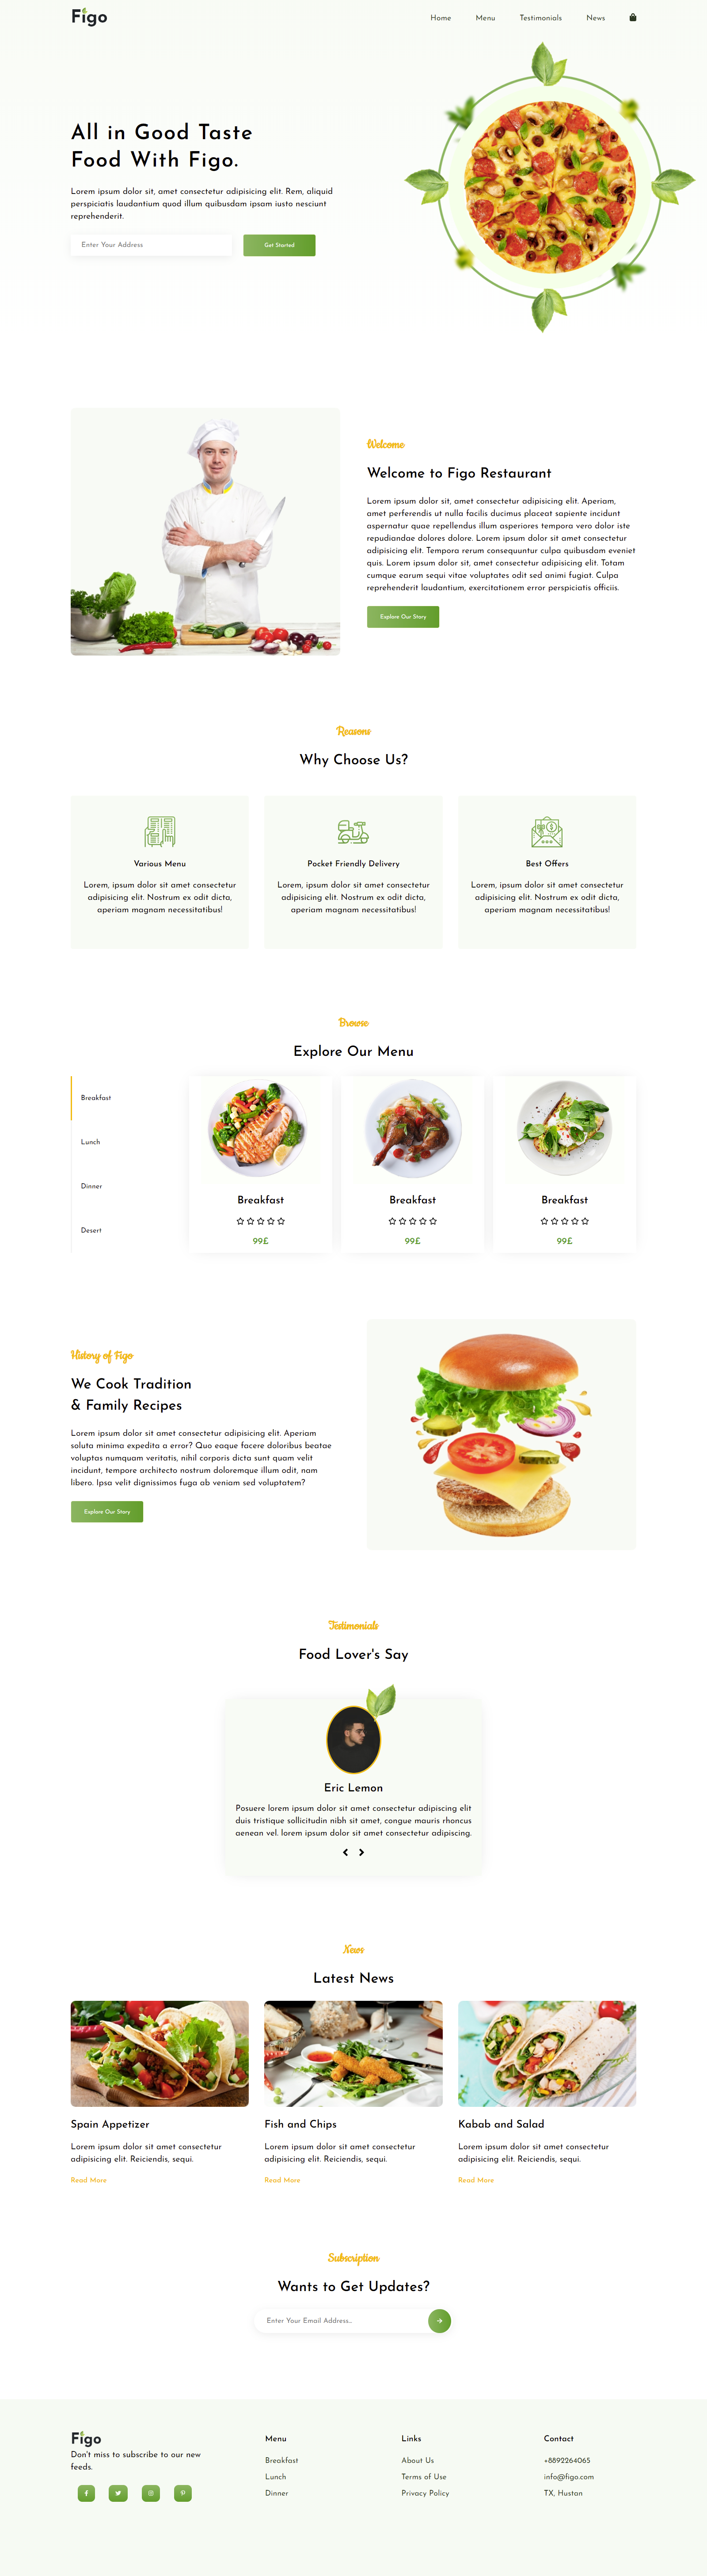 Figo
Home
Menu
Testimonials
News
All in Good Taste
Food With Figo.
Lorem ipsum dolor sit, amet consectetur adipisicing elit. Rem, aliquid
perspiciatis laudantium quod illum quibusdam ipsam iusto nesciunt
reprehenderit.
Enter Your Address
Get Started
Welcome
Welcome to Figo Restaurant
Lorem ipsum dolor sit, amet consectetur adipisicing elit. Aperiam,
amet perferendis ut nulla facilis ducimus placeat sapiente incidunt
aspernatur quae repellendus illum asperiores tempora vero dolor iste
repudiandae dolores dolore. Lorem ipsum dolor sit amet consectetur
adipisicing elit. Tempora rerum consequuntur culpa quibusdam eveniet
quis. Lorem ipsum dolor sit, amet consectetur adipisicing elit. Totam
cumque earum sequi vitae voluptates odit sed animi fugiat. Culpa
reprehenderit laudantium, exercitationem error perspiciatis officiis.
Explore Our Story
Reasons
Why Choose Us?
Various Menu
Lorem, ipsum dolor sit amet consectetur
adipisicing elit. Nostrum ex odit dicta,
aperiam magnam necessitatibus!
Pocket Friendly Delivery
Lorem, ipsum dolor sit amet consectetur
adipisicing elit. Nostrum ex odit dicta,
aperiam magnam necessitatibus!
Best Offers
Lorem, ipsum dolor sit amet consectetur
adipisicing elit. Nostrum ex odit dicta,
aperiam magnam necessitatibus!
Browse
Explore Our Menu
Breakfast
Lunch
Dinner
Desert
Breakfast
99£
Breakfast
99£
Breakfast
99£
History of Figo
We Cook Tradition
& Family Recipes
Lorem ipsum dolor sit amet consectetur adipisicing elit. Aperiam
soluta minima expedita a error? Quo eaque facere doloribus beatae
voluptas numquam veritatis, nihil corporis dicta sunt quam velit
incidunt, tempore architecto nostrum doloremque illum odit, nam
libero. Ipsa velit dignissimos fuga ab veniam sed voluptatem?
Explore Our Story
Testimonials
Food Lover's Say
Eric Lemon
Posuere lorem ipsum dolor sit amet consectetur adipiscing elit
duis tristique sollicitudin nibh sit amet, congue mauris rhoncus
aenean vel. lorem ipsum dolor sit amet consectetur adipiscing.
News
Latest News
Spain Appetizer
Lorem ipsum dolor sit amet consectetur
adipisicing elit. Reiciendis, sequi.
Read More
Fish and Chips
Lorem ipsum dolor sit amet consectetur
adipisicing elit. Reiciendis, sequi.
Read More
Kabab and Salad
Lorem ipsum dolor sit amet consectetur
adipisicing elit. Reiciendis, sequi.
Read More
Subscription
Wants to Get Updates?
Enter Your Email Address...
Figo
Don't miss to subscribe to our new
feeds.
Menu
Breakfast
Lunch
Dinner
Links
About Us
Terms of Use
Privacy Policy
Contact
+8892264065
info@figo.com
TX, Hustan